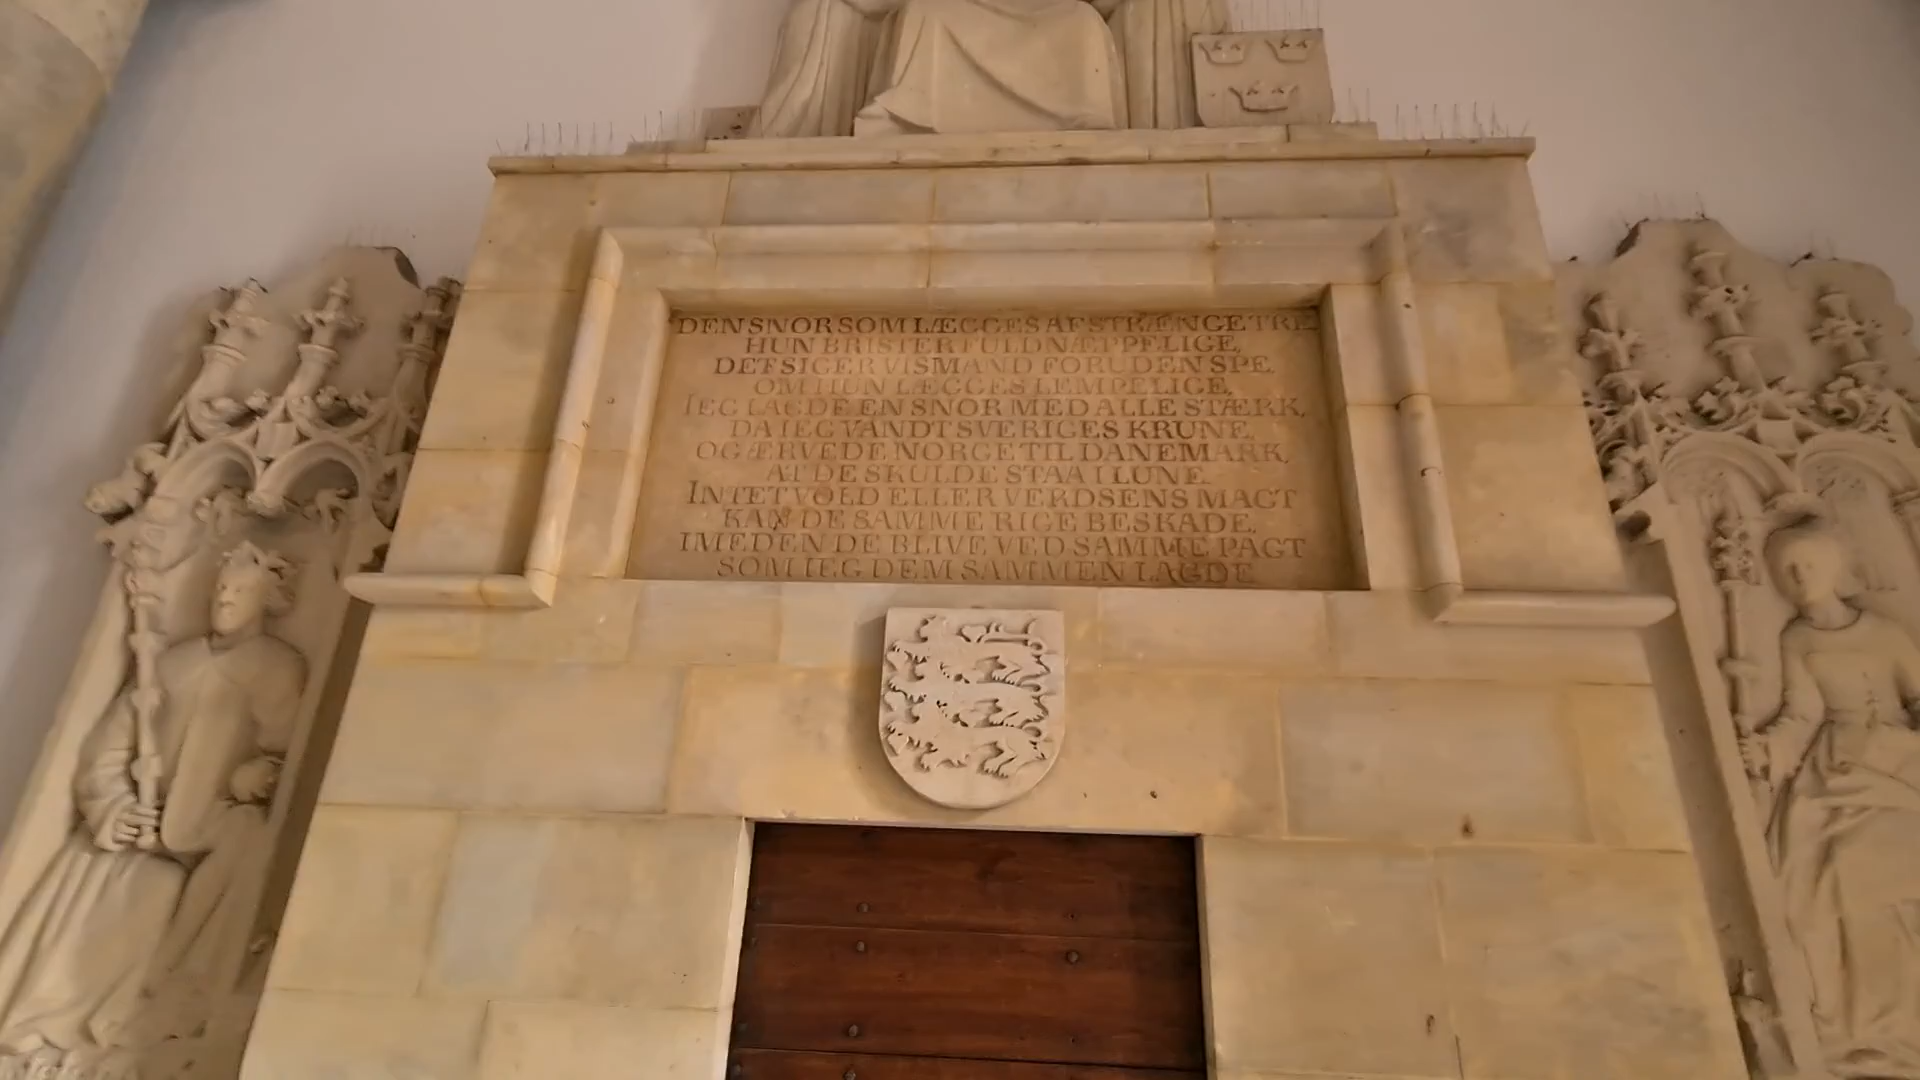 DEN SNOR SOM LÆGGES AF STRÆNGE TRE
HUN BRISTER FULD NÆPPELIGE,
DET SIGER VISMAND FORUDEN SPE,
OM HUN LÆGGES LEMPELIGE,
IEG LAGDE EN SNOR MED ALLE STÆRK,
DA IEG VANDT SVERIGES KRUNE,
OG ÆRVEDE NORGE TIL DANEMARK,
AT DE SKULDE STAA I LUNE.
INTET VOLD ELLER VERDSENS MAGT
KAN DE SAMME RIGE BESKADE,
IMEDEN DE BLIVE VED SAMME PAGT
SOM IEG DEM SAMMEN LAGDE